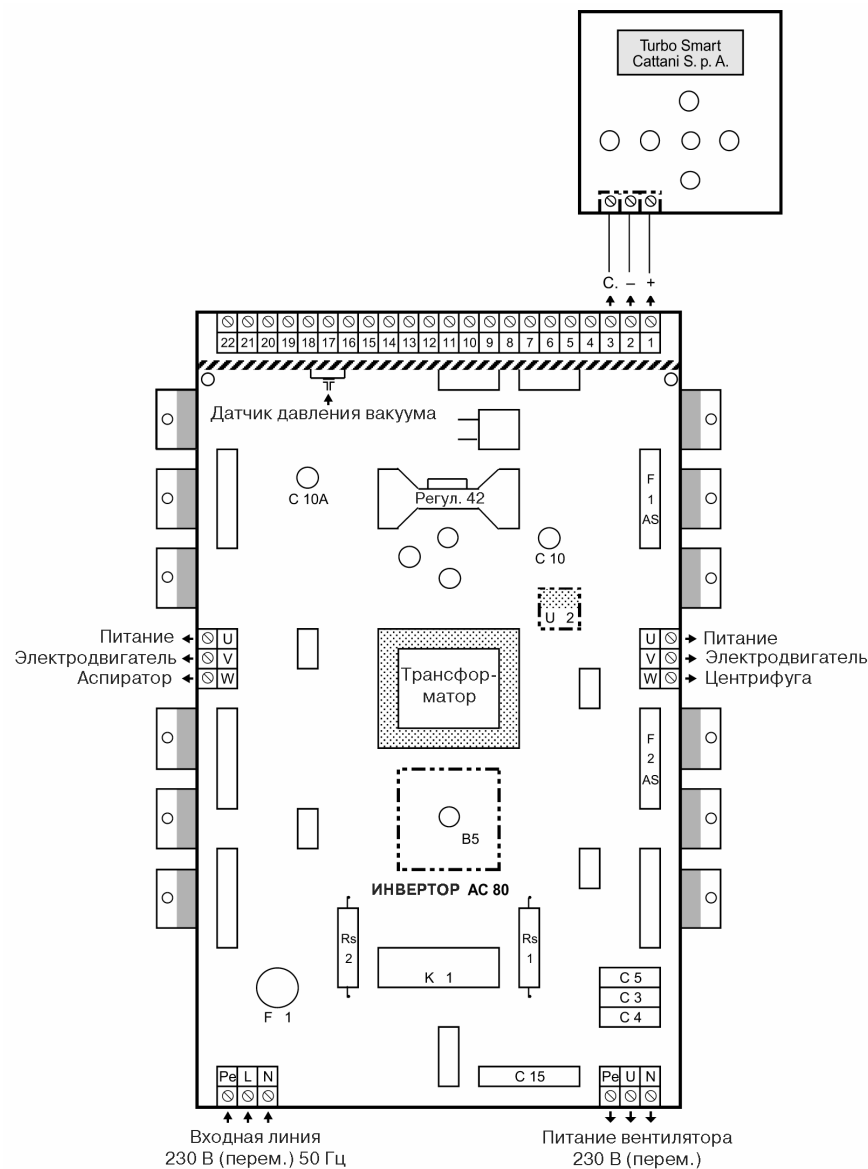 Turbo Smart
Cattani S. p. A.
C. – +
22 21 20 19 18 17 16 15 14 13 12 11 10 9 8 7 6 5 4 3 2 1
Датчик давления вакуума
C 10A
Регул. 42
F
1
AS
C 10
U 2
Питание U
Электродвигатель V
Аспиратор W
U Питание
V Электродвигатель
W Центрифуга
Трансфор-
матор
F
2
AS
B5
ИНВЕРТОР AC 80
Rs
2
Rs
1
K 1
F 1
C 5
C 3
C 4
C 15
Pe L N
Pe U N
Входная линия
230 В (перем.) 50 Гц
Питание вентилятора
230 В (перем.)